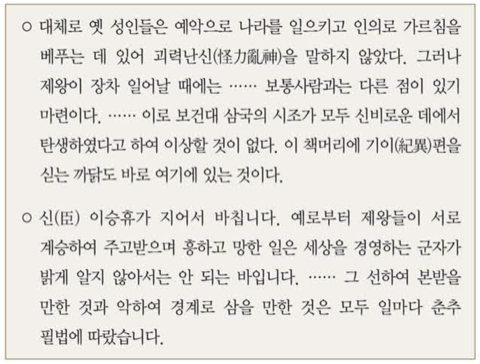 ○ 대체로 옛 성인들은 예악으로 나라를 일으키고 인의로 가르침을
베푸는 데 있어 괴력난신(怪力亂神)을 말하지 않았다. 그러나
제왕이 장차 일어날 때에는 …… 보통사람과는 다른 점이 있기
마련이다. …… 이로 보건대 삼국의 시조가 모두 신비로운 데에서
탄생하였다고 하여 이상할 것이 없다. 이 책머리에 기이(紀異)편을
싣는 까닭도 바로 여기에 있는 것이다.
○ 신(臣) 이승휴가 지어서 바칩니다. 예로부터 제왕들이 서로
계승하여 주고받으며 흥하고 망한 일은 세상을 경영하는 군자가
밝게 알지 않아서는 안 되는 바입니다. …… 그 선하여 본받을
만한 것과 악하여 경계로 삼을 만한 것은 모두 일마다 춘추
필법에 따랐습니다.